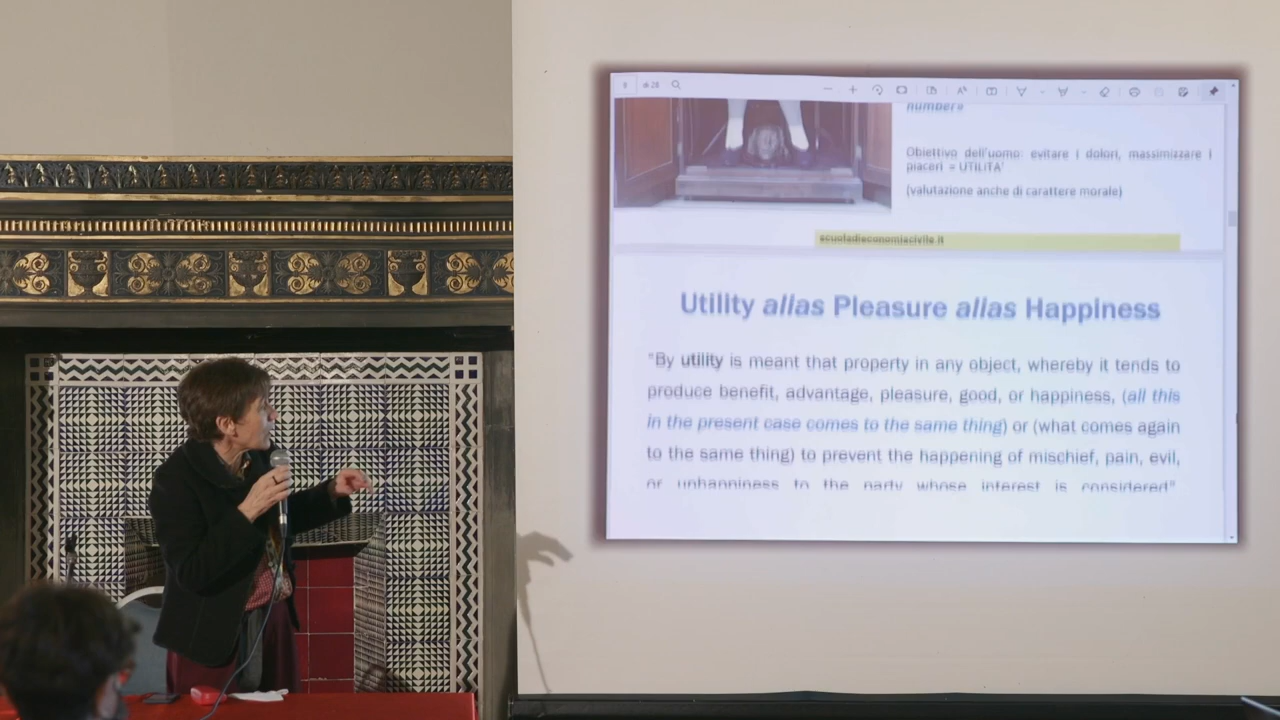 8 di 28
number»
Obiettivo dell'uomo: evitare i dolori, massimizzare i
piaceri = UTILITA'
(valutazione anche di carattere morale)
scuoladieconomiacivile.it
Utility alias Pleasure alias Happiness
"By utility is meant that property in any object, whereby it tends to
produce benefit, advantage, pleasure, good, or happiness, (all this
in the present case comes to the same thing) or (what comes again
to the same thing) to prevent the happening of mischief, pain, evil,
or unhappiness to the party whose interest is considered"